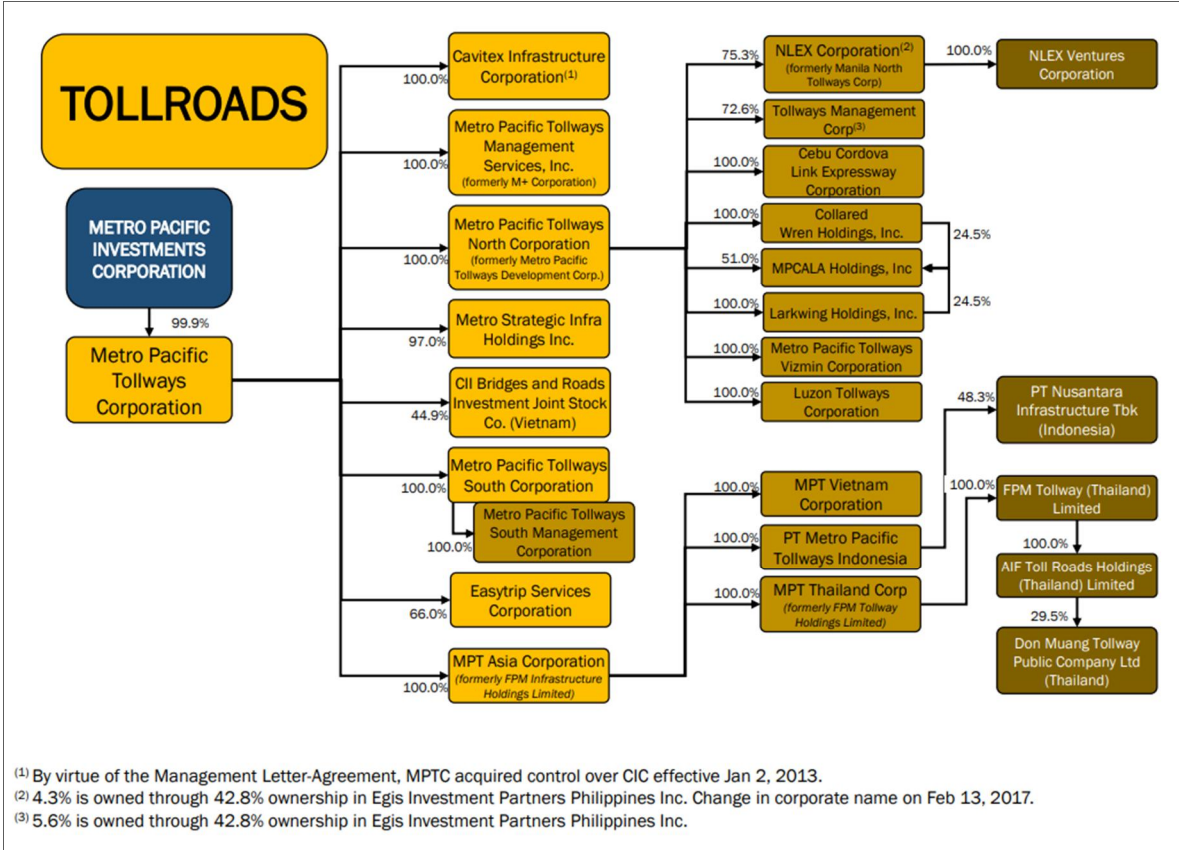 TOLLROADS
METRO PACIFIC
INVESTMENTS
CORPORATION
99.9%
Metro Pacific
Tollways
Corporation
100.0%
Cavitex Infrastructure
Corporation(1)
100.0%
Metro Pacific Tollways
Management
Services, Inc.
(formerly M+ Corporation)
100.0%
Metro Pacific Tollways
North Corporation
(formerly Metro Pacific
Tollways Development Corp.)
97.0%
Metro Strategic Infra
Holdings Inc.
44.9%
CII Bridges and Roads
Investment Joint Stock
Co. (Vietnam)
100.0%
Metro Pacific Tollways
South Corporation
100.0%
Metro Pacific Tollways
South Management
Corporation
66.0%
Easytrip Services
Corporation
100.0%
MPT Asia Corporation
(formerly FPM Infrastructure
Holdings Limited)
75.3%
NLEX Corporation(2)
(formerly Manila North
Tollways Corp)
100.0%
NLEX Ventures
Corporation
72.6%
Tollways Management
Corp(3)
100.0%
Cebu Cordova
Link Expressway
Corporation
100.0%
Collared
Wren Holdings, Inc.
24.5%
51.0%
MPCALA Holdings, Inc
100.0%
Larkwing Holdings, Inc.
24.5%
100.0%
Metro Pacific Tollways
Vizmin Corporation
100.0%
Luzon Tollways
Corporation
100.0%
MPT Vietnam
Corporation
100.0%
PT Metro Pacific
Tollways Indonesia
48.3%
PT Nusantara
Infrastructure Tbk
(Indonesia)
100.0%
MPT Thailand Corp
(formerly FPM Tollway
Holdings Limited)
100.0%
FPM Tollway (Thailand)
Limited
100.0%
AIF Toll Roads Holdings
(Thailand) Limited
29.5%
Don Muang Tollway
Public Company Ltd
(Thailand)
(1) By virtue of the Management Letter-Agreement, MPTC acquired control over CIC effective Jan 2, 2013.
(2) 4.3% is owned through 42.8% ownership in Egis Investment Partners Philippines Inc. Change in corporate name on Feb 13, 2017.
(3) 5.6% is owned through 42.8% ownership in Egis Investment Partners Philippines Inc.